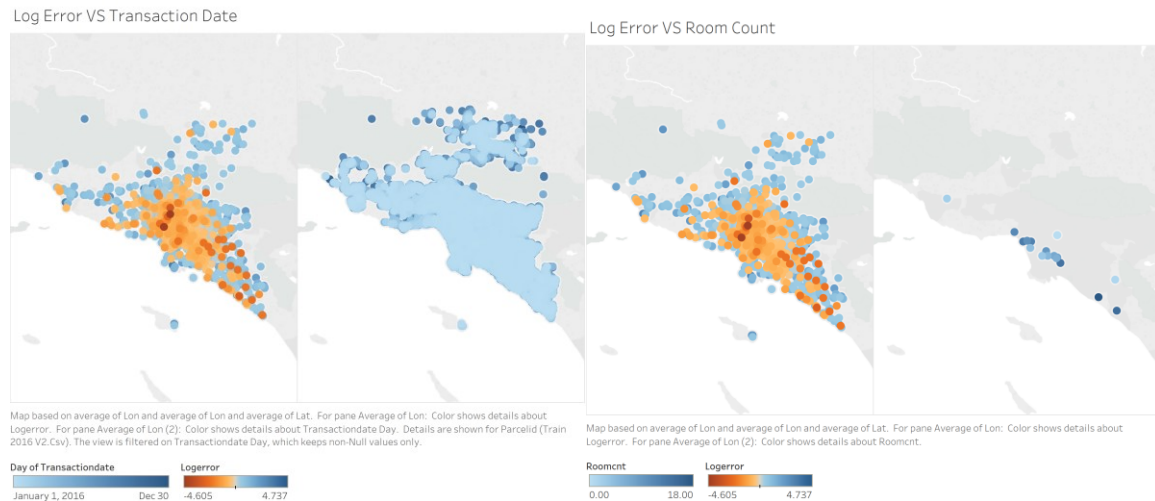 Log Error VS Transaction Date
Map based on average of Lon and average of Lon and average of Lat. For pane Average of Lon: Color shows details about
Logerror. For pane Average of Lon (2): Color shows details about Transactiondate Day. Details are shown for Parcelid (Train
2016 V2.Csv). The view is filtered on Transactiondate Day, which keeps non-Null values only.
Day of Transactiondate
January 1, 2016 Dec 30
Logerror
-4.605 4.737
Log Error VS Room Count
Map based on average of Lon and average of Lon and average of Lat. For pane Average of Lon: Color shows details about
Logerror. For pane Average of Lon (2): Color shows details about Roomcnt.
Roomcnt
0.00 18.00
Logerror
-4.605 4.737